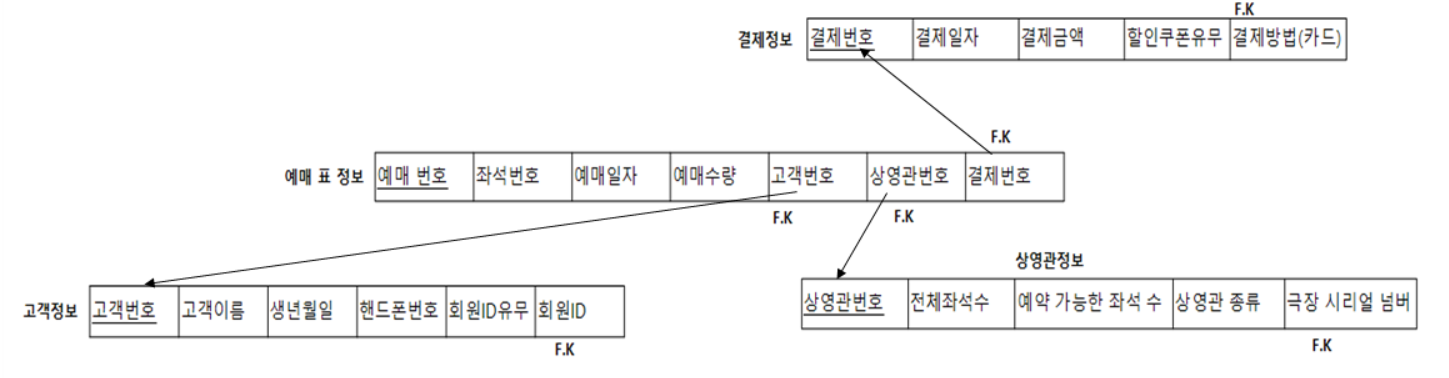 F.K
결제정보 결제번호 결제일자 결제금액 할인쿠폰유무 결제방법(카드)
F.K
예매 표 정보 예매 번호 좌석번호 예매일자 예매수량 고객번호 상영관번호 결제번호
F.K F.K
상영관정보
고객정보 고객번호 고객이름 생년월일 핸드폰번호 회원ID유무 회원ID
상영관번호 전체좌석수 예약 가능한 좌석 수 상영관 종류 극장 시리얼 넘버
F.K F.K